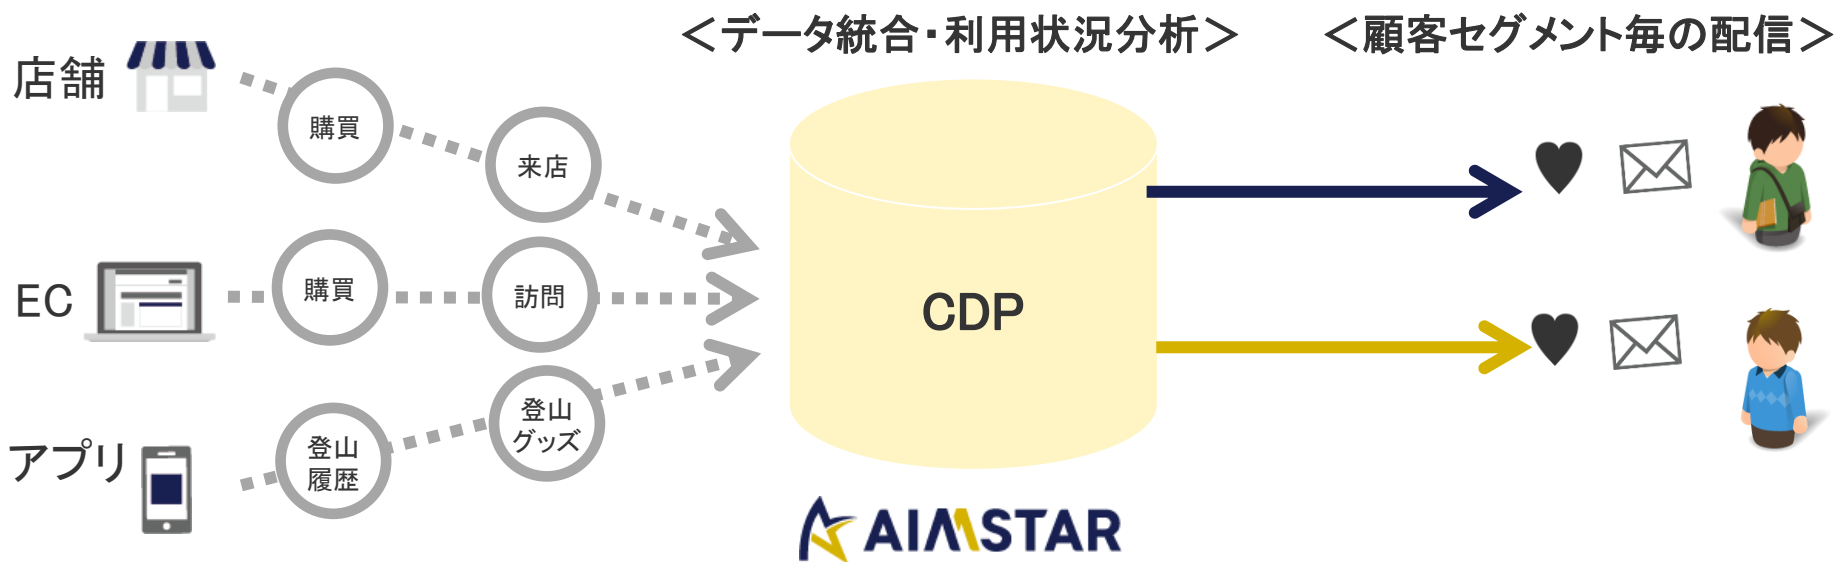 ＜データ統合・利用状況分析＞
＜顧客セグメント毎の配信＞
店舗
購買
来店
EC
購買
訪問
CDP
アプリ
登山
履歴
登山
グッズ
AIMSTAR